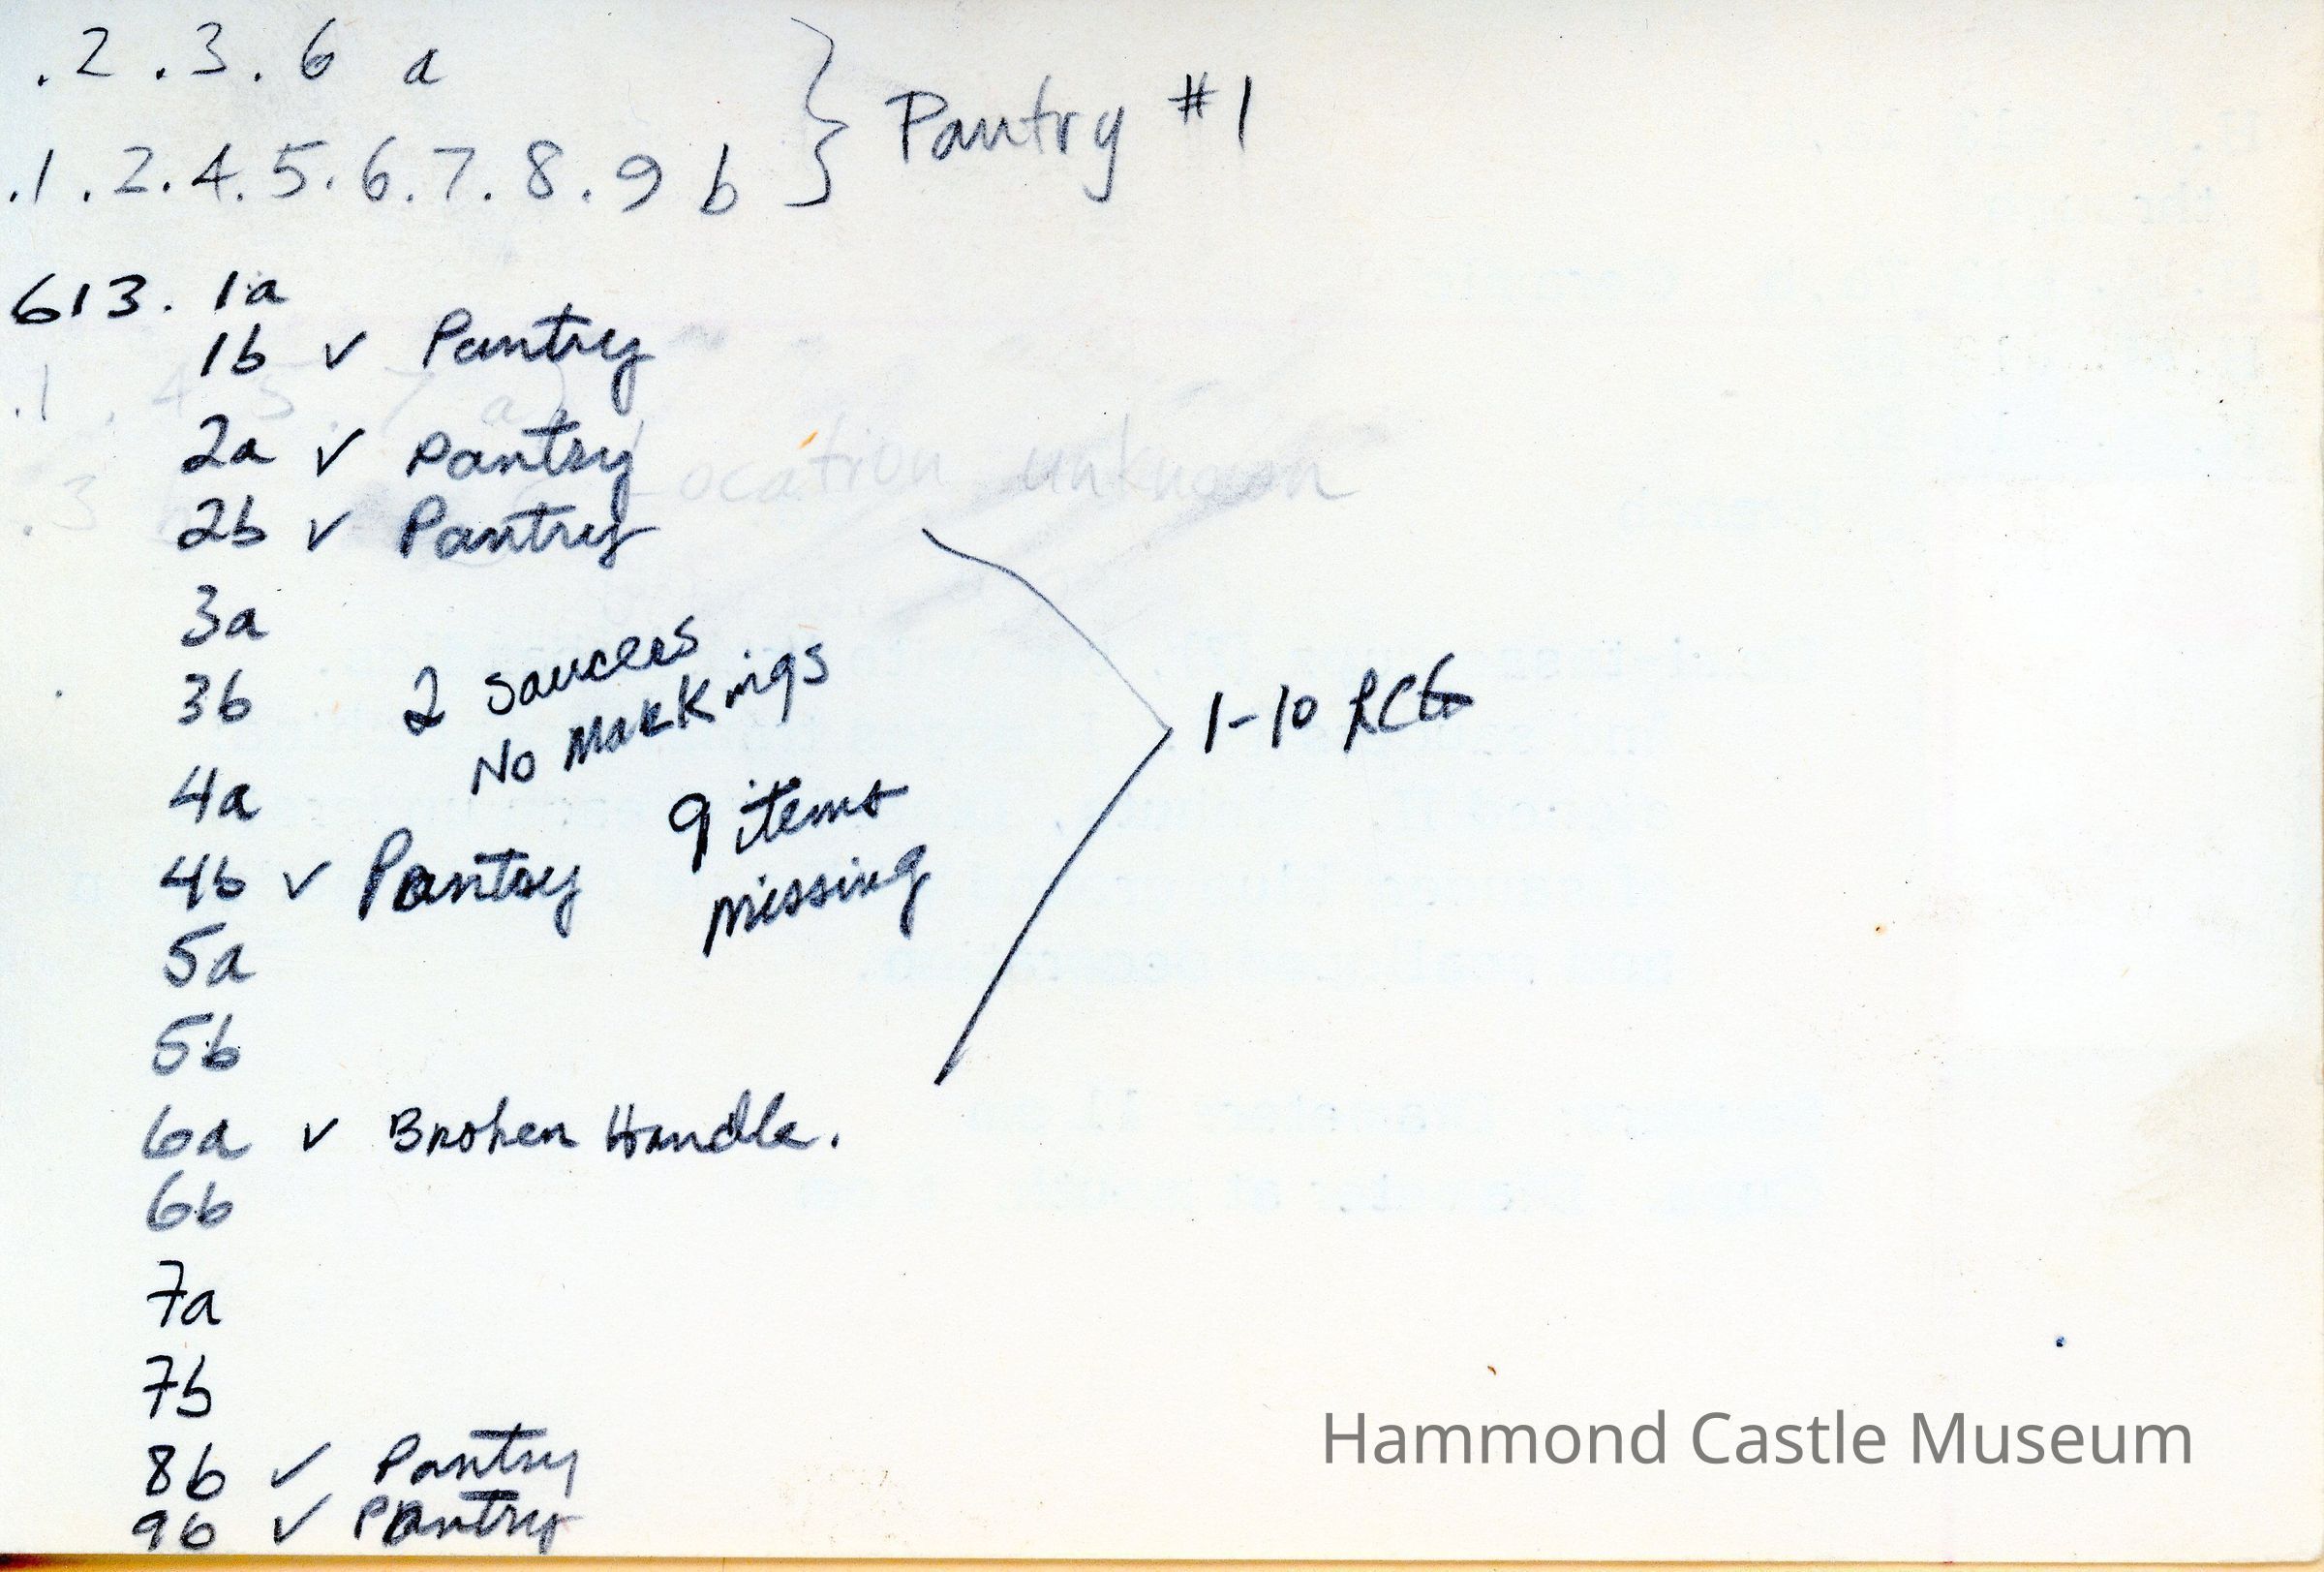 .2 .3 .6 a
.1 .2 .4 .5 .6 .7 .8 .9 b } Pantry #1
613. 1a
1b ✓ Pantry
.1 .4 .5 .7 a
2a ✓ Pantry
Location unknown
.3
2b ✓ Pantry
3a
3b 2 saucers
No Markings
1-10
4a
9 items
missing
4b ✓ Pantry
5a
5b
6a ✓ Broken Handle.
6b
7a
7b
8b ✓ Pantry
9b ✓ Pantry
Hammond Castle Museum